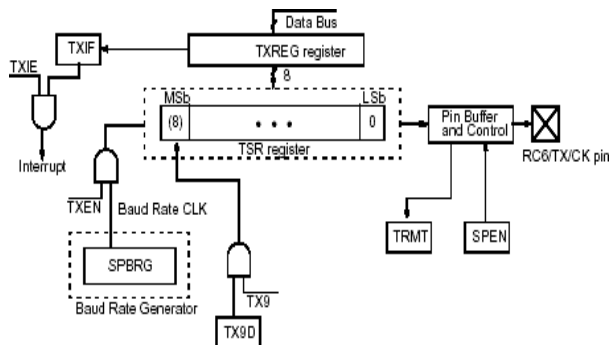 Data Bus
TXIF
TXREG register
TXIE
8
MSb
LSb
(8)
• • •
0
Pin Buffer
and Control
TSR register
Interrupt
RC6/TX/CK pin
TXEN
Baud Rate CLK
TRMT
SPEN
SPBRG
TX9
Baud Rate Generator
TX9D